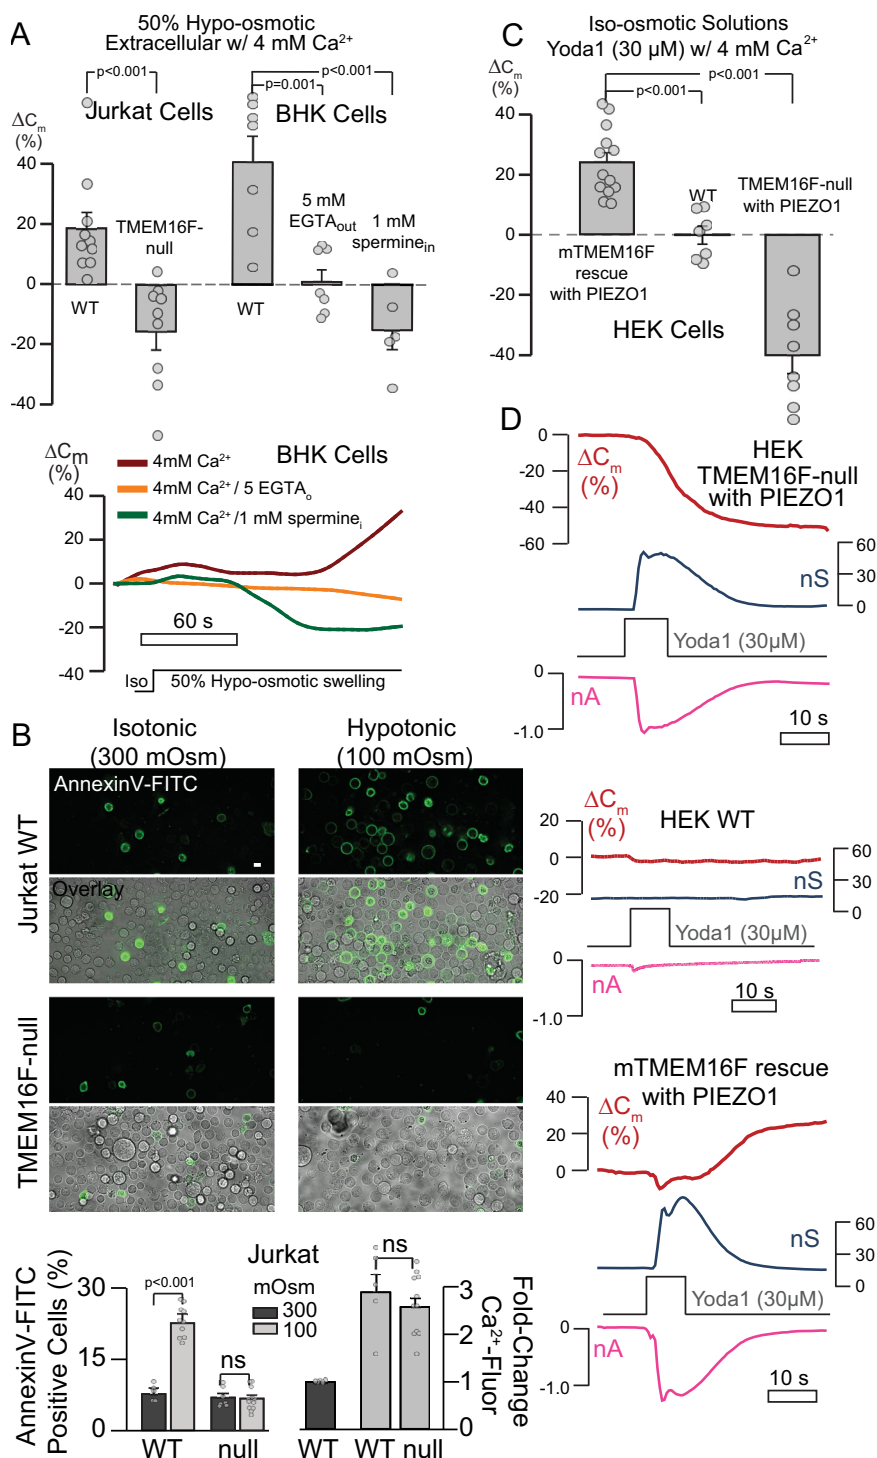 A
50% Hypo-osmotic
Extracellular w/ 4 mM Ca²⁺
p<0.001
p<0.001
p=0.001
Jurkat Cells
BHK Cells
ΔCm
(%)
40
20
0
-20
-40
TMEM16F-
null
WT
5 mM
EGTAout
1 mM
sperminein
WT
ΔCm
(%)
BHK Cells
4mM Ca²⁺
4mM Ca²⁺/ 5 EGTAo
4mM Ca²⁺/1 mM sperminei
40
20
0
-20
-40
60 s
Iso
50% Hypo-osmotic swelling
B
Isotonic
(300 mOsm)
Hypotonic
(100 mOsm)
Jurkat WT
AnnexinV-FITC
Overlay
TMEM16F-null
AnnexinV-FITC
Positive Cells (%)
30
15
0
p<0.001
ns
WT
null
Jurkat
mOsm
300
100
ns
WT
WT
null
3
2
1
0
Fold-Change
Ca²⁺-Fluor
C
Iso-osmotic Solutions
Yoda1 (30 µM) w/ 4 mM Ca²⁺
ΔCm
(%)
p<0.001
p<0.001
40
20
0
-20
-40
WT
TMEM16F-null
with PIEZO1
mTMEM16F
rescue
with PIEZO1
HEK Cells
D
0
-20
-40
-60
ΔCm
(%)
HEK
TMEM16F-null
with PIEZO1
nS
60
30
0
Yoda1 (30µM)
0
-1.0
nA
10 s
ΔCm
(%)
HEK WT
20
0
-20
nS
60
30
0
Yoda1 (30µM)
0
-1.0
nA
10 s
mTMEM16F rescue
with PIEZO1
ΔCm
(%)
40
20
0
nS
60
30
0
Yoda1 (30µM)
0
-1.0
nA
10 s